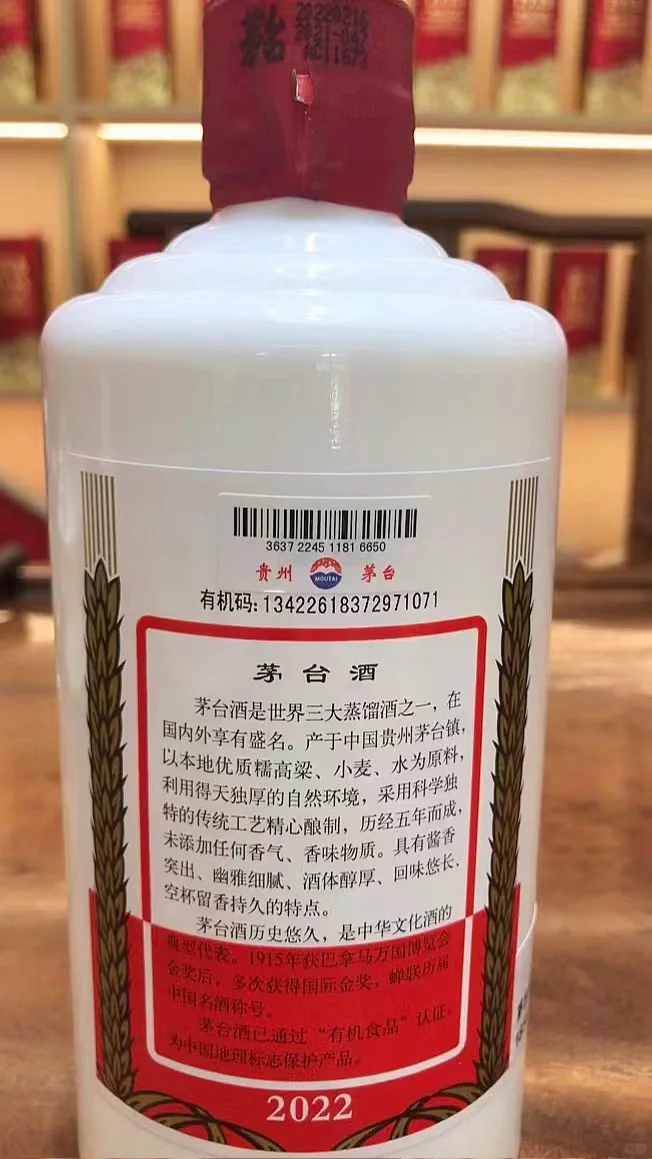 茅台
20220216
2021-042
3637 2245 1181 6650
贵州 MOUTAI 茅台
有机码:13422618372971071
茅台酒
茅台酒是世界三大蒸馏酒之一，在
国内外享有盛名。产于中国贵州茅台镇，
以本地优质糯高粱、小麦、水为原料，
利用得天独厚的自然环境，采用科学独
特的传统工艺精心酿制，历经五年而成，
未添加任何香气、香味物质。具有酱香
突出、幽雅细腻、酒体醇厚、回味悠长、
空杯留香持久的特点。
茅台酒历史悠久，是中华文化酒的
典型代表。1915年获巴拿马万国博览会
金奖后，多次获得国际金奖，蝉联历届
中国名酒称号。
茅台酒已通过“有机食品”认证，
为中国地理标志保护产品。
2022